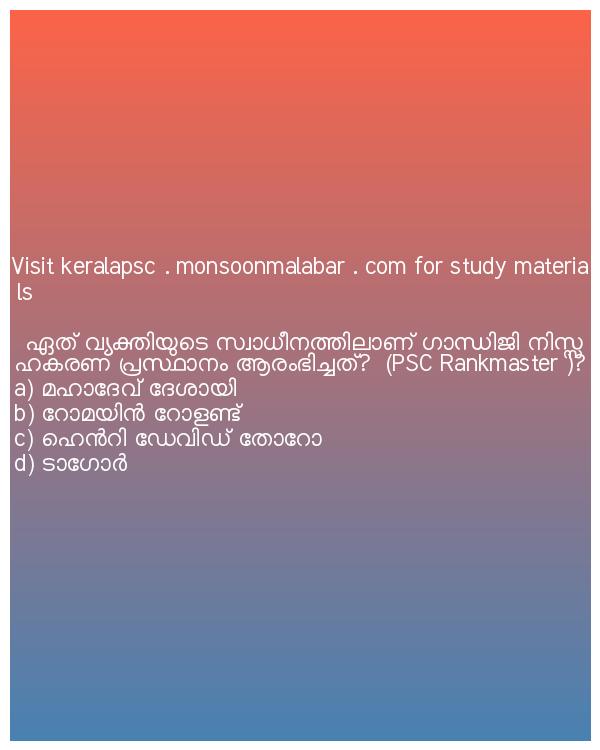 Visit keralapsc . monsoonmalabar . com for study materia
ls
ഏത് വ്യക്തിയുടെ സ്വാധീനത്തിലാണ് ഗാന്ധിജി നിസ്സ
ഹകരണ പ്രസ്ഥാനം ആരംഭിച്ചത്?  (PSC Rankmaster )?
a) മഹാദേവ് ദേശായി
b) റോമയിൻ റോളണ്ട്
c) ഹെൻറി ഡേവിഡ് തോറോ
d) ടാഗോർ